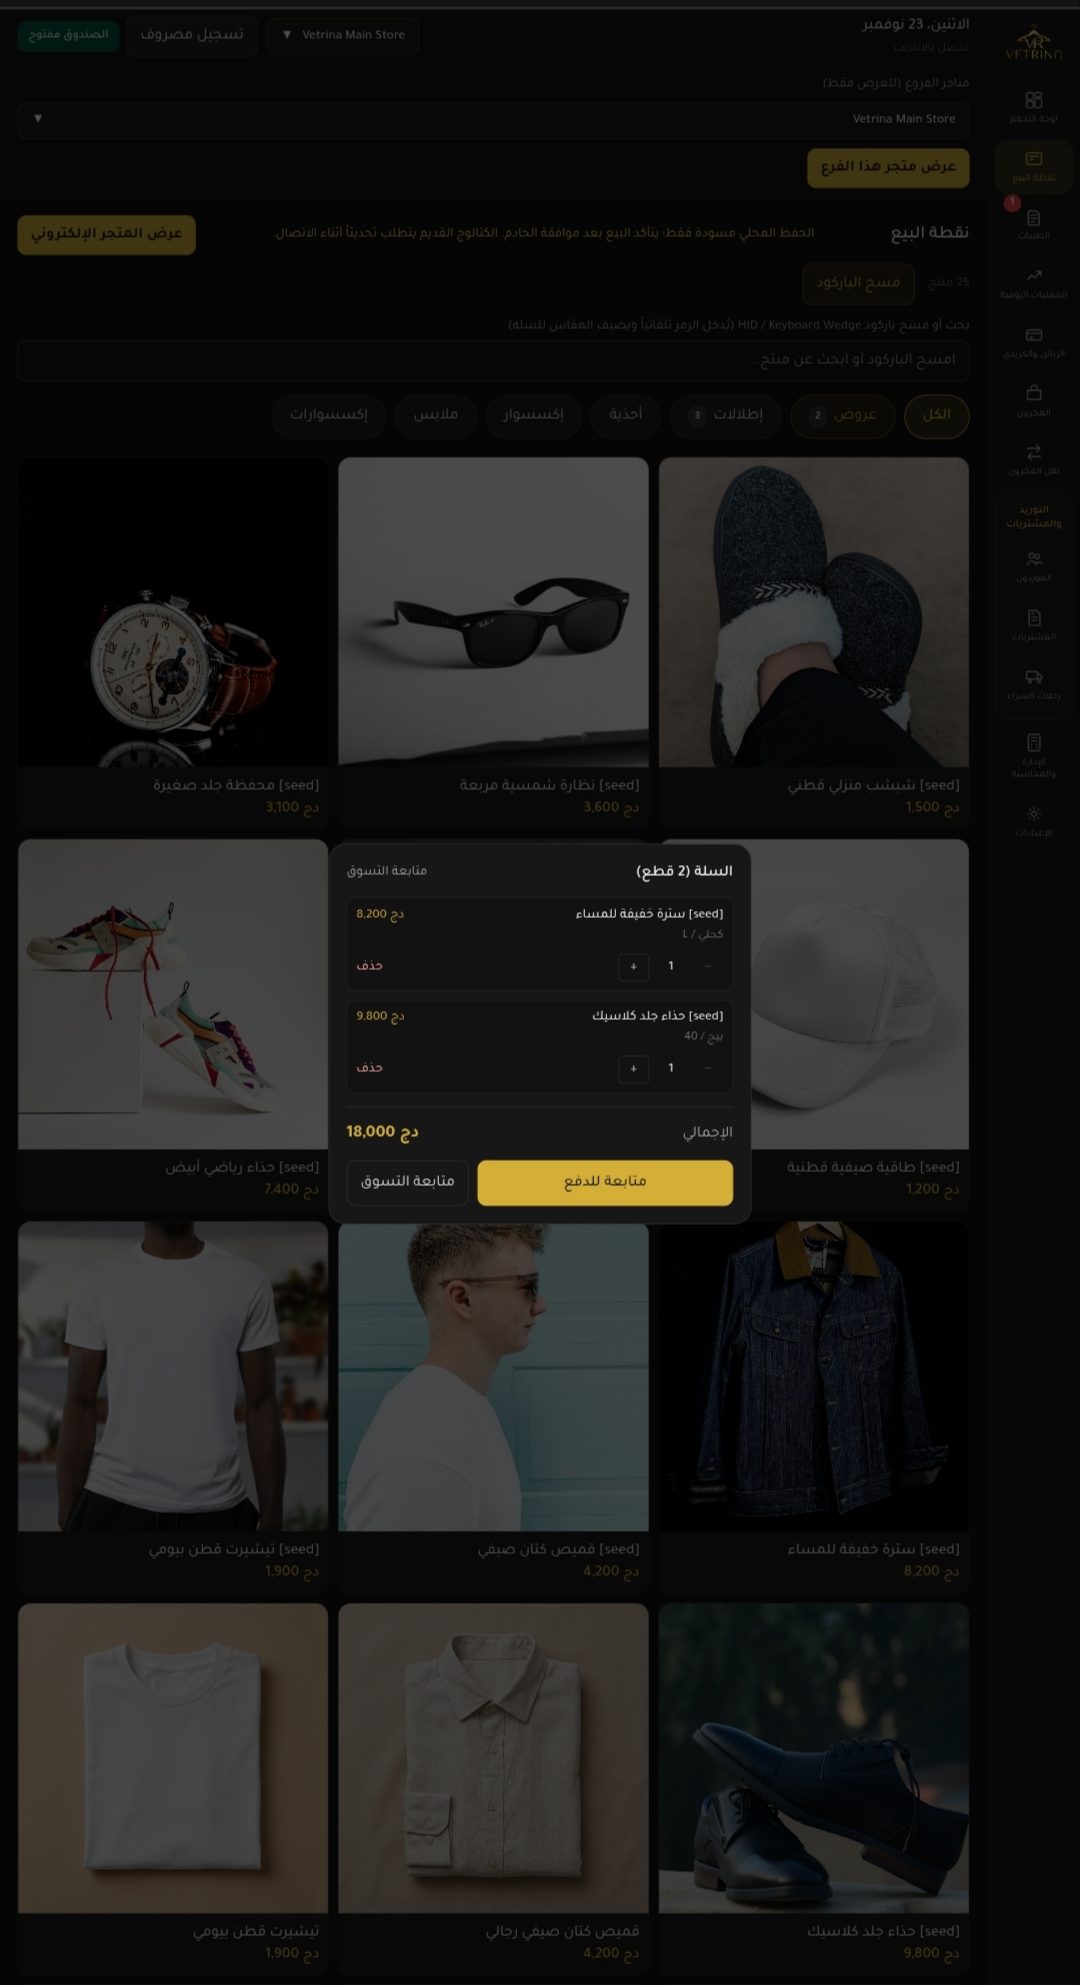 VR
VETRINA
لوحة التحكم
نقطة البيع
1
الطلبات
العمليات اليومية
الزبائن والكريدي
المخزون
نقل المخزون
التوريد
والمشتريات
الموردون
المشتريات
رحلات الشراء
الإدارة
والمحاسبة
الإعدادات
الاثنين، 23 نوفمبر
متصل بالإنترنت
Vetrina Main Store ▼
تسجيل مصروف
الصندوق مفتوح
متاجر الفروع (للعرض فقط)
Vetrina Main Store ▼
عرض متجر هذا الفرع
نقطة البيع
الحفظ المحلي مسودة فقط؛ يتأكد البيع بعد موافقة الخادم. الكتالوج القديم يتطلب تحديثاً أثناء الاتصال.
عرض المتجر الإلكتروني
25 منتج
مسح الباركود
بحث أو مسح باركود HID / Keyboard Wedge (يُدخل الرمز تلقائياً ويضيف المقاس للسلة)
امسح الباركود أو ابحث عن منتج...
الكل
عروض 2
إطلالات 3
أحذية
إكسسوار
ملابس
إكسسوارات
[seed] شبشب منزلي قطني
دج 1,500
[seed] نظارة شمسية مربعة
دج 3,600
[seed] محفظة جلد صغيرة
دج 3,100
السلة (2 قطع)
متابعة التسوق
[seed] سترة خفيفة للمساء
دج 8,200
كحلي / L
− 1 +
حذف
[seed] حذاء جلد كلاسيك
دج 9,800
بيج / 40
− 1 +
حذف
الإجمالي
دج 18,000
متابعة للدفع
متابعة التسوق
[seed] طاقية صيفية قطنية
دج 1,200
[seed] حذاء رياضي أبيض
دج 7,400
[seed] سترة خفيفة للمساء
دج 8,200
[seed] قميص كتان صيفي
دج 4,200
[seed] تيشيرت قطن بيومي
دج 1,900
[seed] حذاء جلد كلاسيك
دج 9,800
قميص كتان صيفي رجالي
دج 4,200
تيشيرت قطن بيومي
دج 1,900